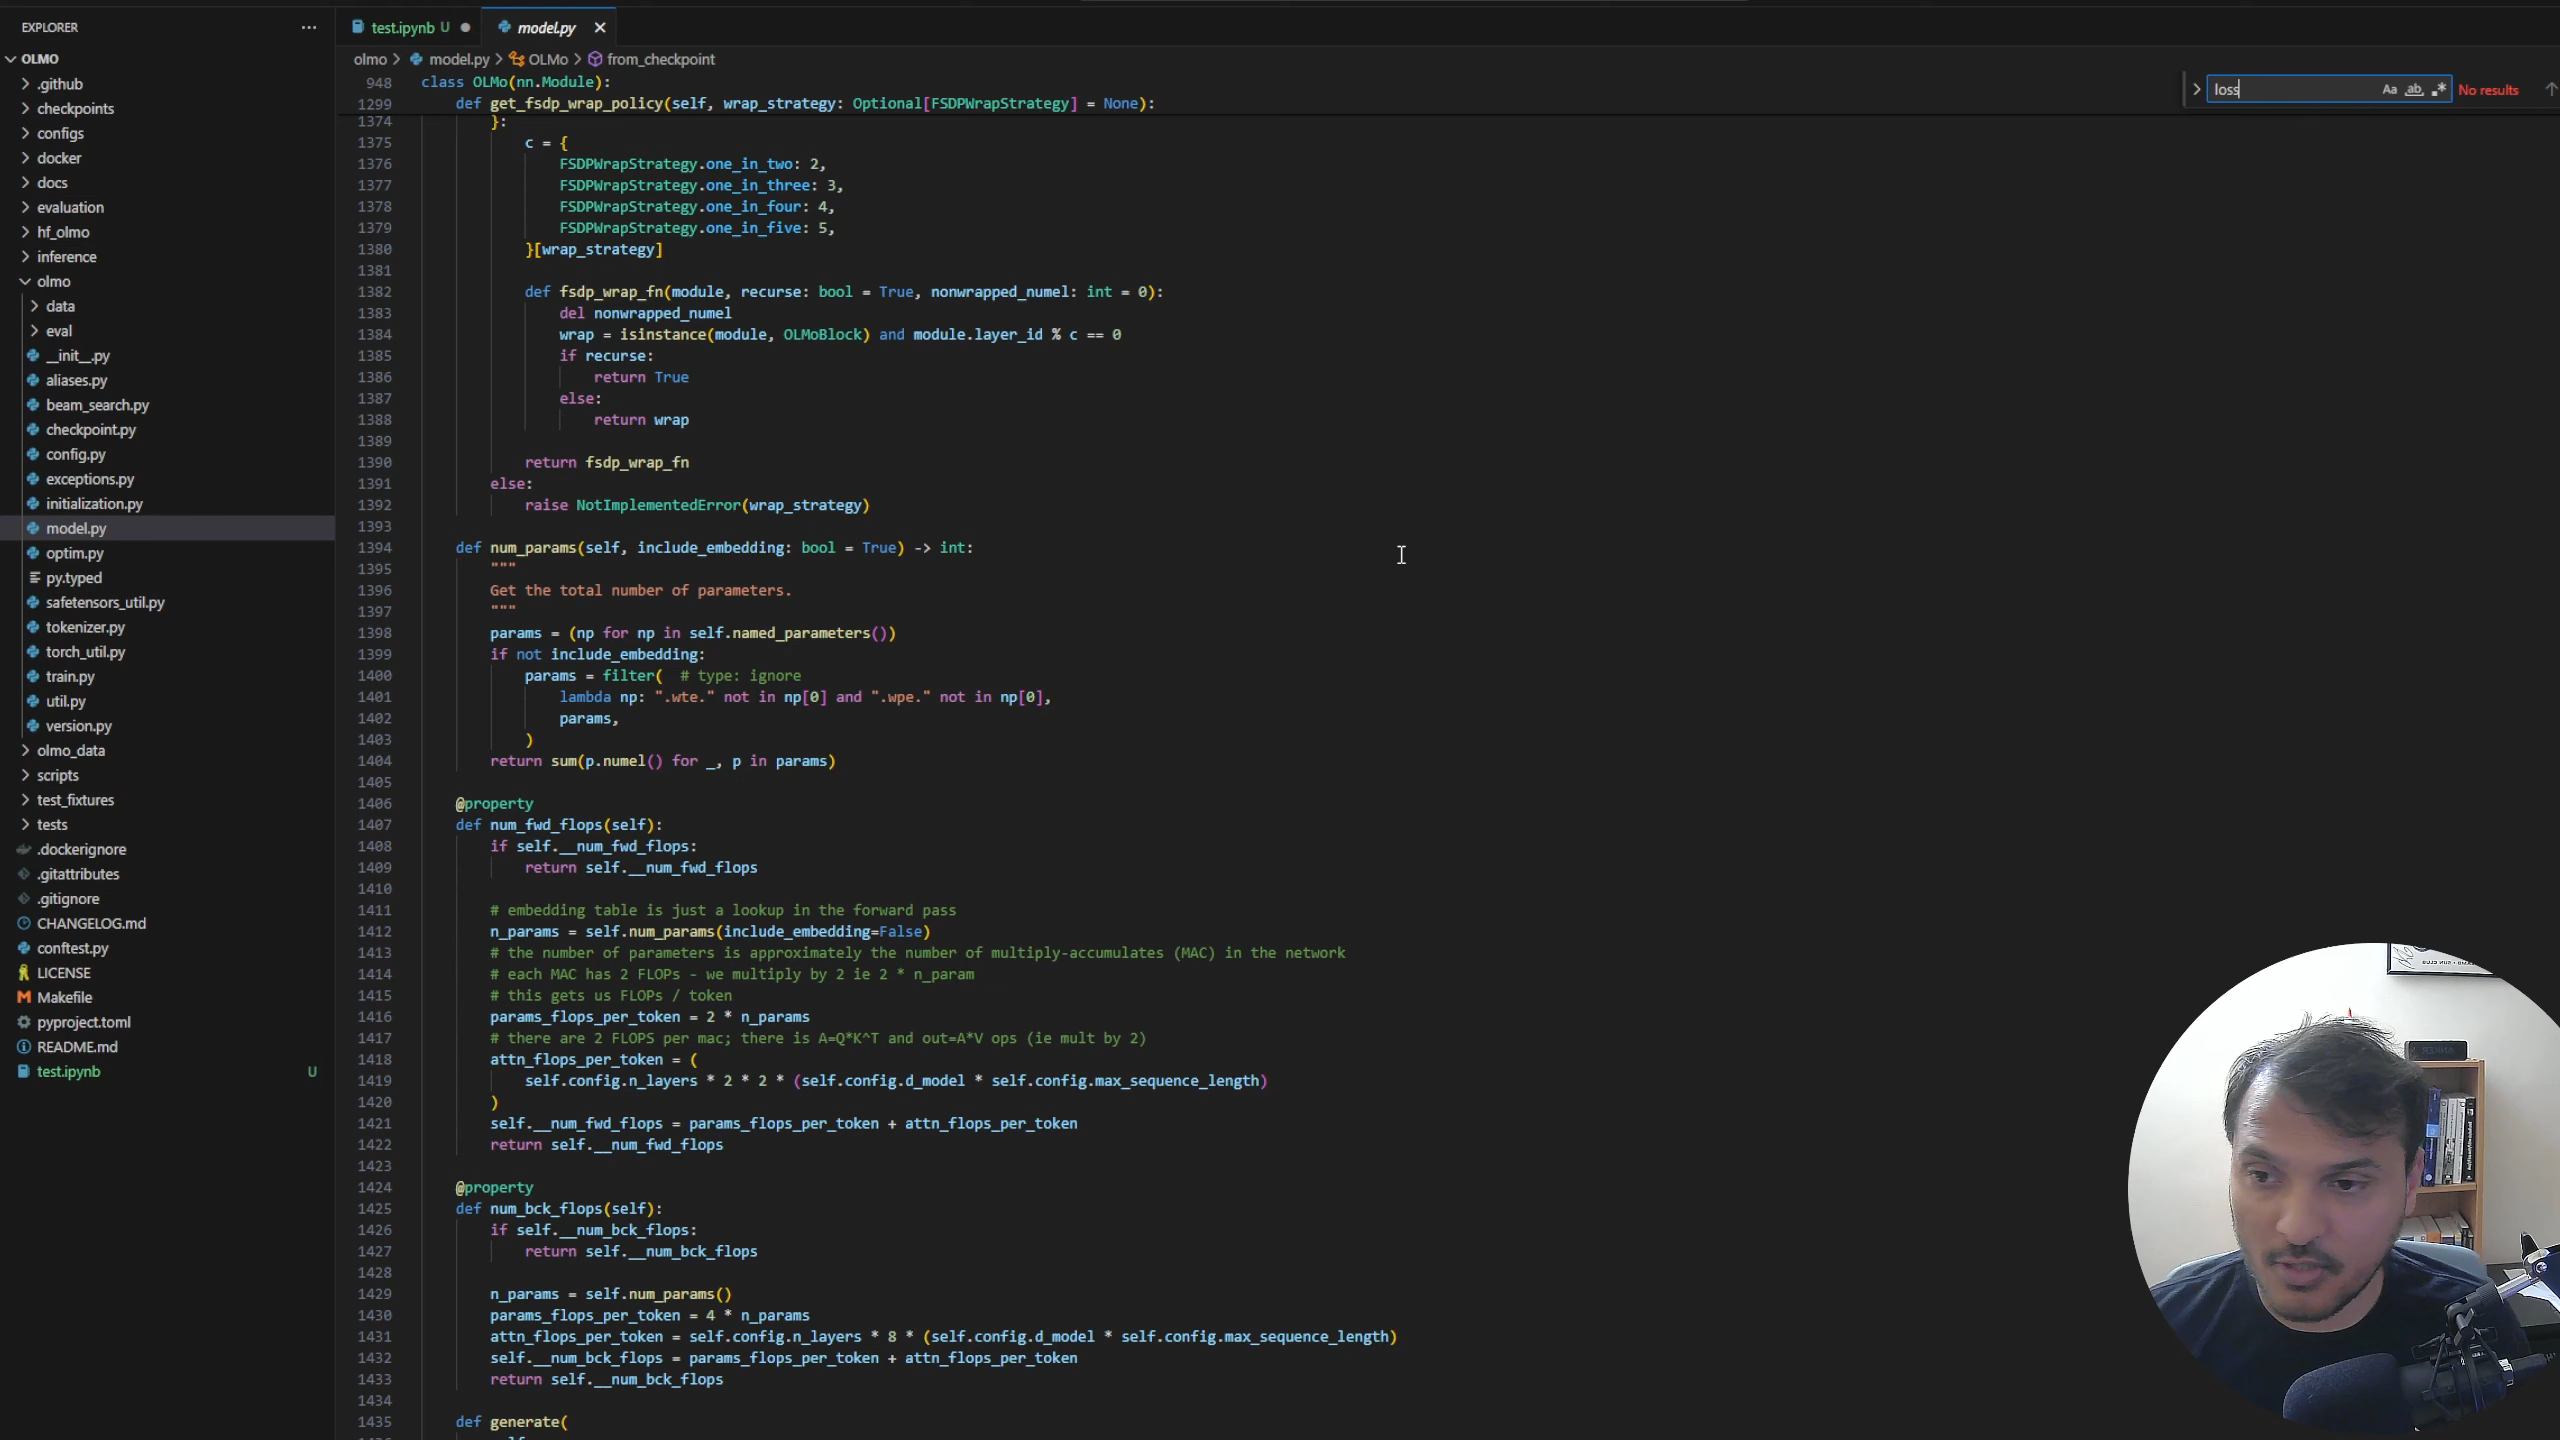 EXPLORER
OLMO
.github
checkpoints
configs
docker
docs
evaluation
hf_olmo
inference
olmo
data
eval
__init__.py
aliases.py
beam_search.py
checkpoint.py
config.py
exceptions.py
initialization.py
model.py
optim.py
py.typed
safetensors_util.py
tokenizer.py
torch_util.py
train.py
util.py
version.py
olmo_data
scripts
test_fixtures
tests
.dockerignore
.gitattributes
.gitignore
CHANGELOG.md
conftest.py
LICENSE
Makefile
pyproject.toml
README.md
test.ipynb U
test.ipynb U
model.py
olmo > model.py > OLMo > from_checkpoint
loss
Aa ab .*
No results
948 class OLMo(nn.Module):
1299 def get_fsdp_wrap_policy(self, wrap_strategy: Optional[FSDPWrapStrategy] = None):
1374 }:
1375 c = {
1376 FSDPWrapStrategy.one_in_two: 2,
1377 FSDPWrapStrategy.one_in_three: 3,
1378 FSDPWrapStrategy.one_in_four: 4,
1379 FSDPWrapStrategy.one_in_five: 5,
1380 }[wrap_strategy]
1381
1382 def fsdp_wrap_fn(module, recurse: bool = True, nonwrapped_numel: int = 0):
1383 del nonwrapped_numel
1384 wrap = isinstance(module, OLMoBlock) and module.layer_id % c == 0
1385 if recurse:
1386 return True
1387 else:
1388 return wrap
1389
1390 return fsdp_wrap_fn
1391 else:
1392 raise NotImplementedError(wrap_strategy)
1393
1394 def num_params(self, include_embedding: bool = True) -> int:
1395 """
1396 Get the total number of parameters.
1397 """
1398 params = (np for np in self.named_parameters())
1399 if not include_embedding:
1400 params = filter(  # type: ignore
1401 lambda np: ".wte." not in np[0] and ".wpe." not in np[0],
1402 params,
1403 )
1404 return sum(p.numel() for _, p in params)
1405
1406 @property
1407 def num_fwd_flops(self):
1408 if self.__num_fwd_flops:
1409 return self.__num_fwd_flops
1410
1411 # embedding table is just a lookup in the forward pass
1412 n_params = self.num_params(include_embedding=False)
1413 # the number of parameters is approximately the number of multiply-accumulates (MAC) in the network
1414 # each MAC has 2 FLOPs - we multiply by 2 ie 2 * n_param
1415 # this gets us FLOPs / token
1416 params_flops_per_token = 2 * n_params
1417 # there are 2 FLOPS per mac; there is A=Q*K^T and out=A*V ops (ie mult by 2)
1418 attn_flops_per_token = (
1419 self.config.n_layers * 2 * 2 * (self.config.d_model * self.config.max_sequence_length)
1420 )
1421 self.__num_fwd_flops = params_flops_per_token + attn_flops_per_token
1422 return self.__num_fwd_flops
1423
1424 @property
1425 def num_bck_flops(self):
1426 if self.__num_bck_flops:
1427 return self.__num_bck_flops
1428
1429 n_params = self.num_params()
1430 params_flops_per_token = 4 * n_params
1431 attn_flops_per_token = self.config.n_layers * 8 * (self.config.d_model * self.config.max_sequence_length)
1432 self.__num_bck_flops = params_flops_per_token + attn_flops_per_token
1433 return self.__num_bck_flops
1434
1435 def generate(